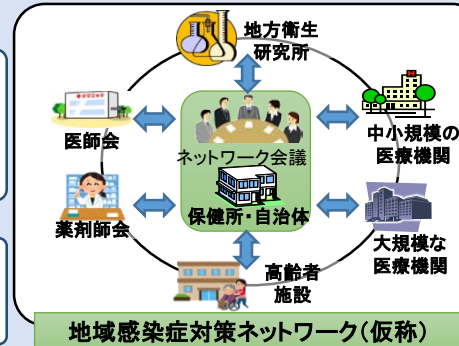 地方衛生
研究所
医師会
中小規模の
医療機関
ネットワーク会議
保健所・自治体
薬剤師会
大規模な
医療機関
高齢者
施設
地域感染症対策ネットワーク(仮称)